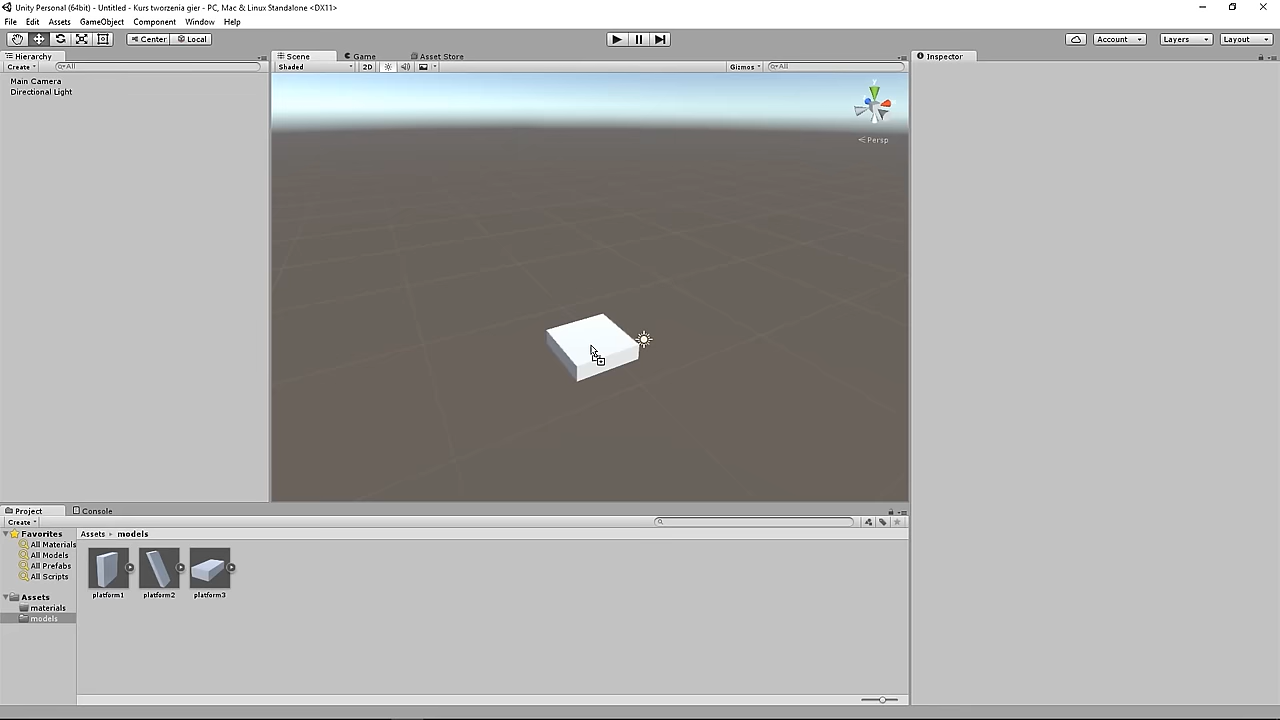 Unity Personal (64bit) - Untitled - Kurs tworzenia gier - PC, Mac & Linux Standalone <DX11>
File Edit Assets GameObject Component Window Help
Center Local Account Layers Layout
Hierarchy Scene Game Asset Store Inspector
Create All Shaded 2D Gizmos All
Main Camera
Directional Light
y
Persp
Project Console
Create
Favorites Assets models
All Materials
All Models
All Prefabs
All Scripts
platform1 platform2 platform3
Assets
materials
models